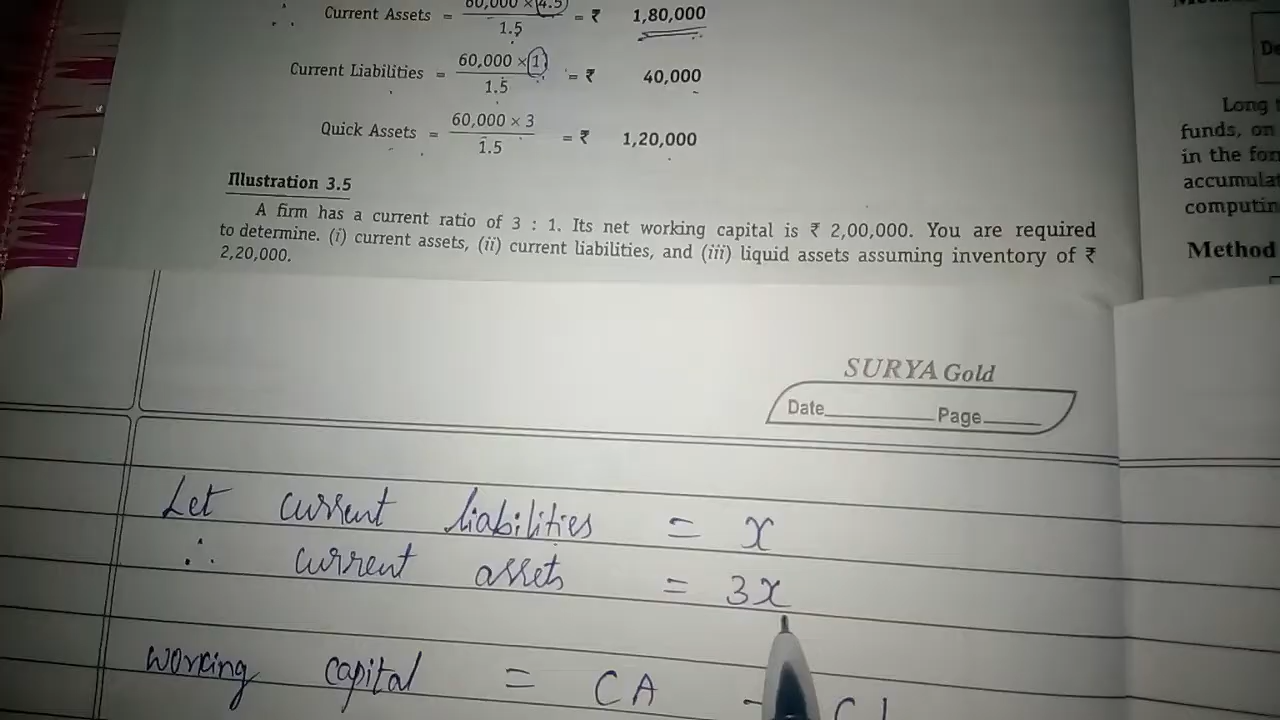 Current Assets = 60,000 × 4.5 / 1.5 = ₹ 1,80,000
Current Liabilities = 60,000 × 1 / 1.5 = ₹ 40,000
Quick Assets = 60,000 × 3 / 1.5 = ₹ 1,20,000
Illustration 3.5
A firm has a current ratio of 3 : 1. Its net working capital is ₹ 2,00,000. You are required
to determine. (i) current assets, (ii) current liabilities, and (iii) liquid assets assuming inventory of ₹
2,20,000.
Long
funds, on
in the
Method
SURYA Gold
Date Page
Let current liabilities = x
∴ current assets = 3x
Working capital = CA -